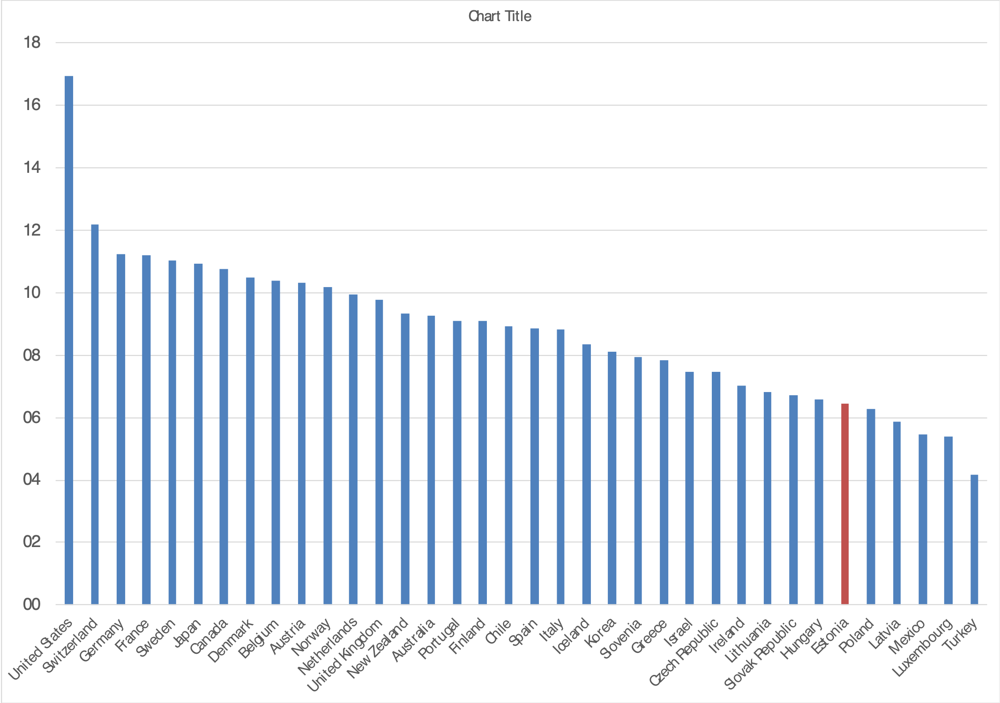 Chart Title
18
16
14
12
10
08
06
04
02
00
United States
Switzerland
Germany
France
Sweden
Japan
Canada
Denmark
Belgium
Austria
Norway
Netherlands
United Kingdom
New Zealand
Australia
Portugal
Finland
Chile
Spain
Italy
Iceland
Korea
Slovenia
Greece
Israel
Czech Republic
Ireland
Lithuania
Slovak Republic
Hungary
Estonia
Poland
Latvia
Mexico
Luxembourg
Turkey